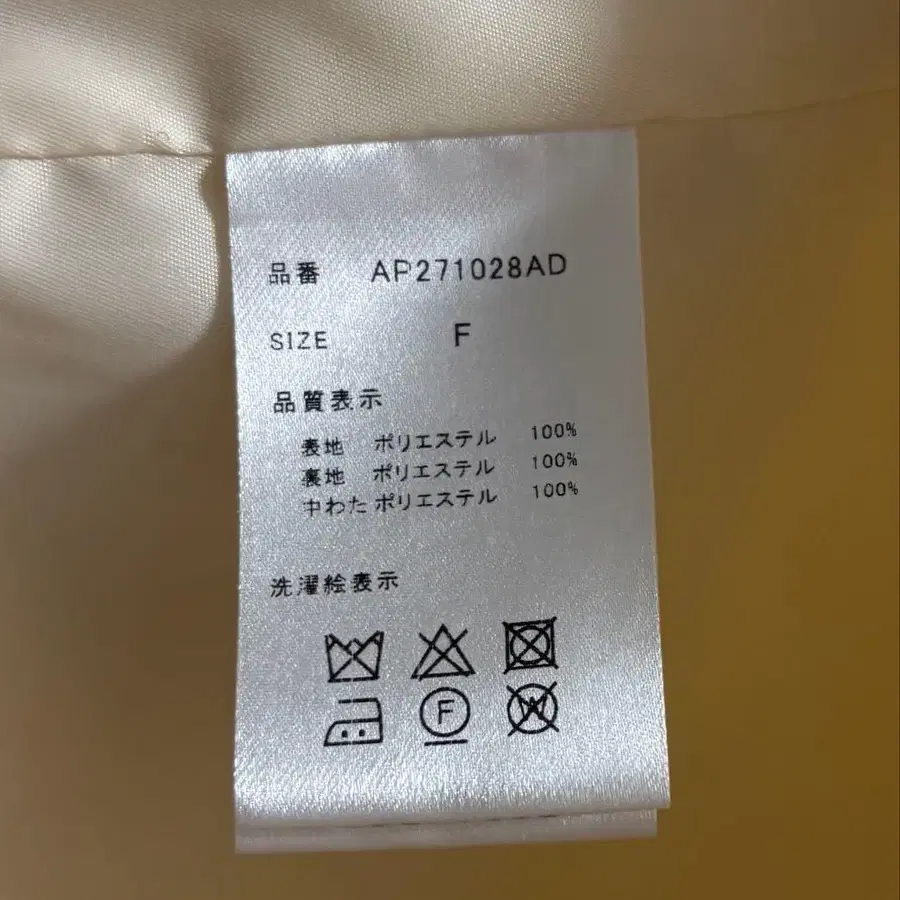 品番 AP271028AD
SIZE F
品質表示
表地 ポリエステル 100%
裏地 ポリエステル 100%
中わた ポリエステル 100%
洗濯絵表示
F W